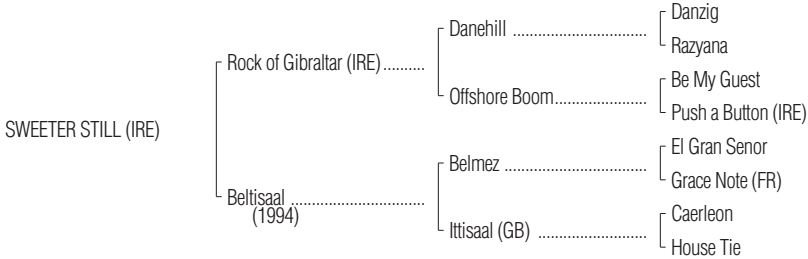 Danzig
Danehill ..............................
Razyana
Rock of Gibraltar (IRE)..........
Be My Guest
Offshore Boom........................
Push a Button (IRE)
SWEETER STILL (IRE)
El Gran Senor
Belmez ................................
Grace Note (FR)
Beltisaal ..............................
(1994)
Caerleon
Ittisaal (GB) ........................
House Tie